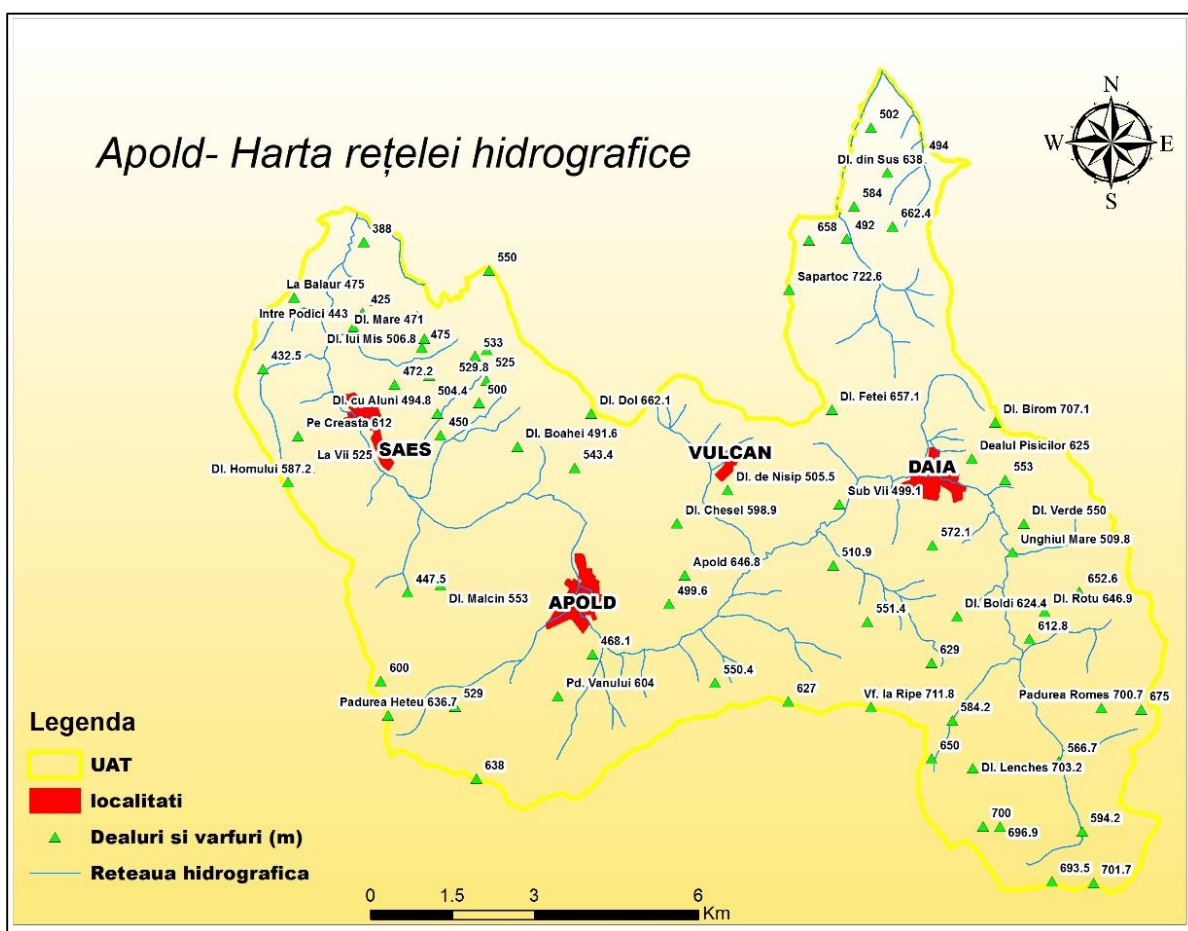 Apold- Harta rețelei hidrografice
N
W
E
S
502
494
Dl. din Sus 638
584
662.4
658
492
388
550
Sapartoc 722.6
La Balaur 475
425
Intre Podici 443
Dl. Mare 471
Dl. lui Mis 506.8
475
533
432.5
529.8
525
472.2
504.4
500
Dl. cu Aluni 494.8
Dl. Dol 662.1
Dl. Fetei 657.1
Dl. Birom 707.1
Pe Creasta 612
450
Dl. Boahei 491.6
SAES
La Vii 525
543.4
VULCAN
Dealul Pisicilor 625
DAIA
553
Dl. Homului 587.2
Dl. de Nisip 505.5
Sub Vii 499.1
Dl. Chesel 598.9
Dl. Verde 550
572.1
Unghiul Mare 509.8
510.9
Apold 646.8
447.5
Dl. Malcin 553
APOLD
499.6
652.6
Dl. Boldi 624.4
Dl. Rotu 646.9
551.4
612.8
468.1
629
600
550.4
Padurea Heteu 636.7
529
Pd. Vanului 604
627
Vf. la Ripe 711.8
Padurea Romes 700.7
675
584.2
650
566.7
Dl. Lenches 703.2
638
700
696.9
594.2
693.5
701.7
Legenda
UAT
localitati
Dealuri si varfuri (m)
Reteaua hidrografica
0
1.5
3
6
Km